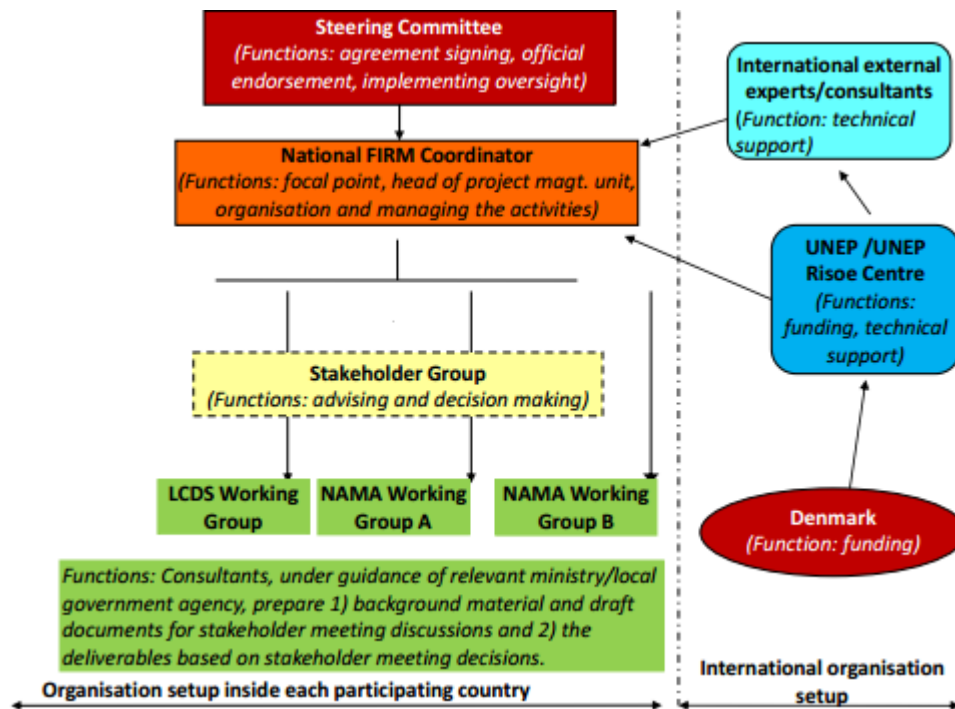 Steering Committee
(Functions: agreement signing, official
endorsement, implementing oversight)
National FIRM Coordinator
(Functions: focal point, head of project magt. unit,
organisation and managing the activities)
Stakeholder Group
(Functions: advising and decision making)
LCDS Working
Group
NAMA Working
Group A
NAMA Working
Group B
Functions: Consultants, under guidance of relevant ministry/local
government agency, prepare 1) background material and draft
documents for stakeholder meeting discussions and 2) the
deliverables based on stakeholder meeting decisions.
Organisation setup inside each participating country
International external
experts/consultants
(Function: technical
support)
UNEP /UNEP
Risoe Centre
(Functions:
funding, technical
support)
Denmark
(Function: funding)
International organisation
setup